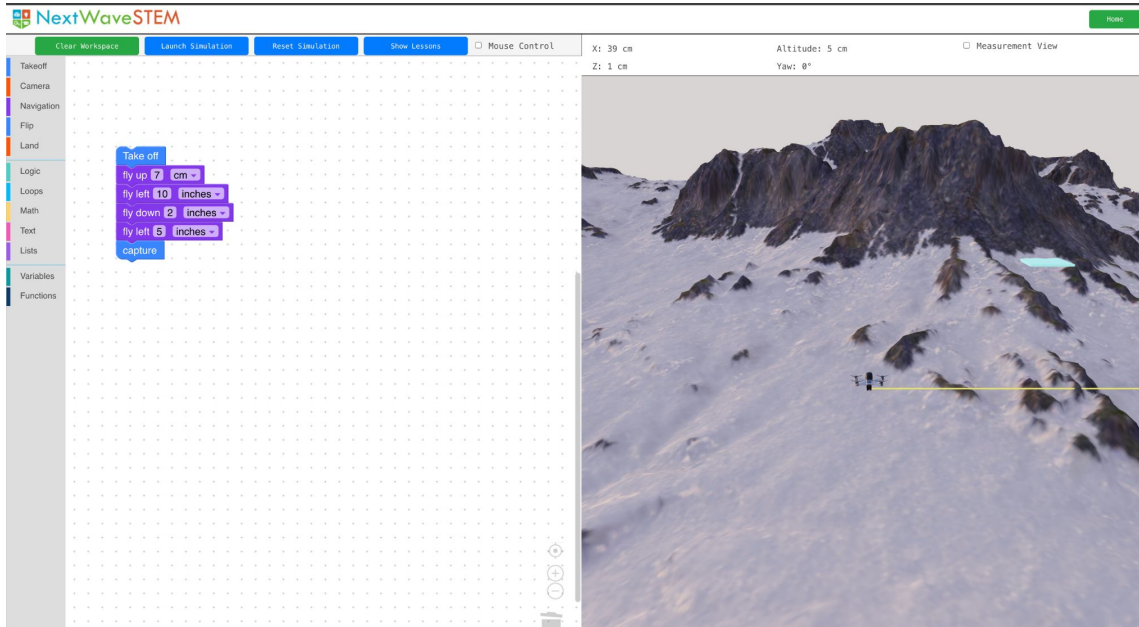 NextWaveSTEM
Home
Clear Workspace
Launch Simulation
Reset Simulation
Show Lessons
Mouse Control
X: 39 cm
Altitude: 5 cm
Measurement View
Z: 1 cm
Yaw: 0°
Takeoff
Camera
Navigation
Flip
Land
Logic
Loops
Math
Text
Lists
Variables
Functions
Take off
fly up 7 cm
fly left 10 inches
fly down 2 inches
fly left 5 inches
capture